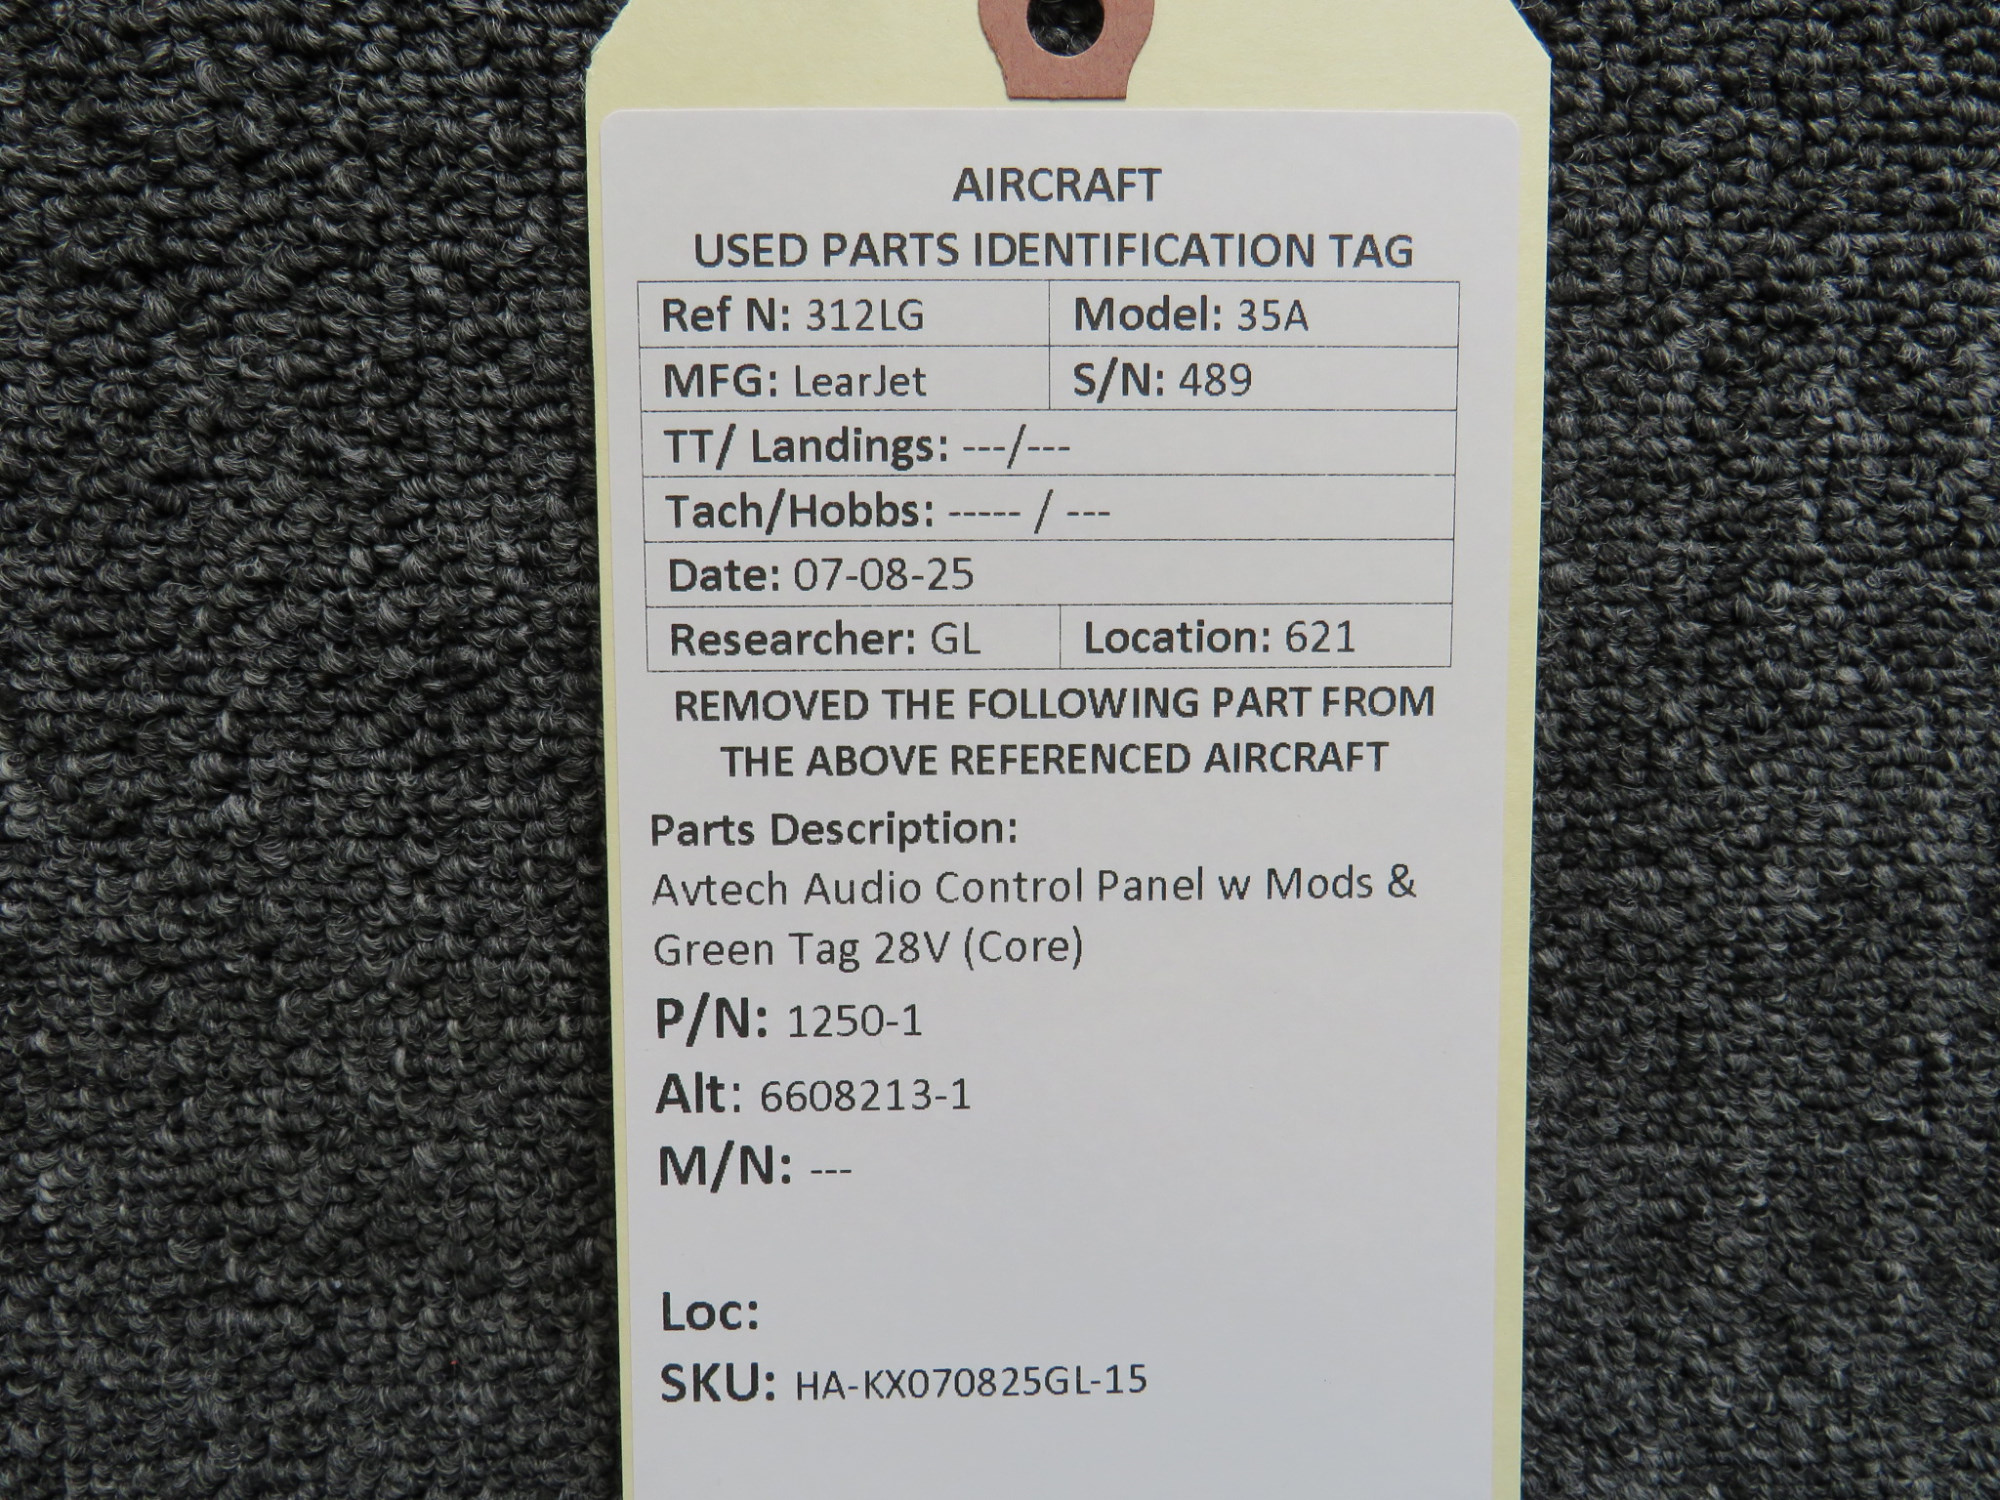 AIRCRAFT
USED PARTS IDENTIFICATION TAG
Ref N: 312LG Model: 35A
MFG: LearJet S/N: 489
TT/ Landings: ---/---
Tach/Hobbs: ----- / ---
Date: 07-08-25
Researcher: GL Location: 621
REMOVED THE FOLLOWING PART FROM
THE ABOVE REFERENCED AIRCRAFT
Parts Description:
Avtech Audio Control Panel w Mods &
Green Tag 28V (Core)
P/N: 1250-1
Alt: 6608213-1
M/N: ---
Loc:
SKU: HA-KX070825GL-15